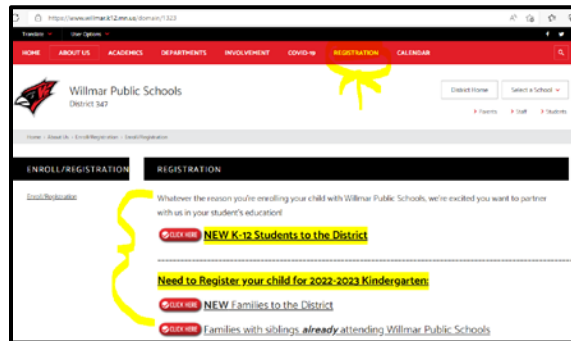 https://www.willmar.k12.mn.us/domain/1323
Translate User Options
HOME ABOUT US ACADEMICS DEPARTMENTS INVOLVEMENT COVID-19 REGISTRATION CALENDAR
Willmar Public Schools
District 347
District Home Select a School
Parents Staff Students
Home > About Us > Enroll/Registration > Enroll/Registration
ENROLL/REGISTRATION
Enroll/Registration
REGISTRATION
Whatever the reason you're enrolling your child with Willmar Public Schools, we're excited you want to partner
with us in your student's education!
CLICK HERE NEW K-12 Students to the District
Need to Register your child for 2022-2023 Kindergarten:
CLICK HERE NEW Families to the District
CLICK HERE Families with siblings already attending Willmar Public Schools